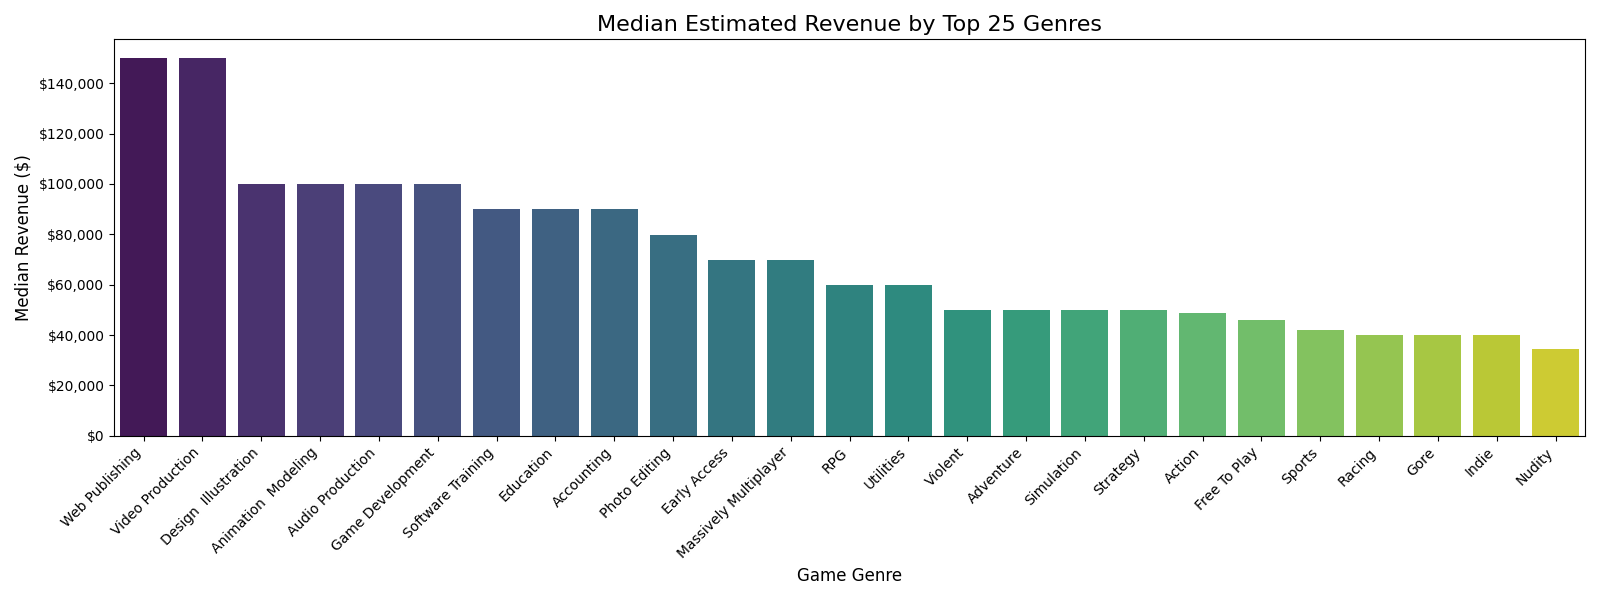 Median Estimated Revenue by Top 25 Genres
Median Revenue ($)
$140,000
$120,000
$100,000
$80,000
$60,000
$40,000
$20,000
$0
Web Publishing
Video Production
Design  Illustration
Animation  Modeling
Audio Production
Game Development
Software Training
Education
Accounting
Photo Editing
Early Access
Massively Multiplayer
RPG
Utilities
Violent
Adventure
Simulation
Strategy
Action
Free To Play
Sports
Racing
Gore
Indie
Nudity
Game Genre